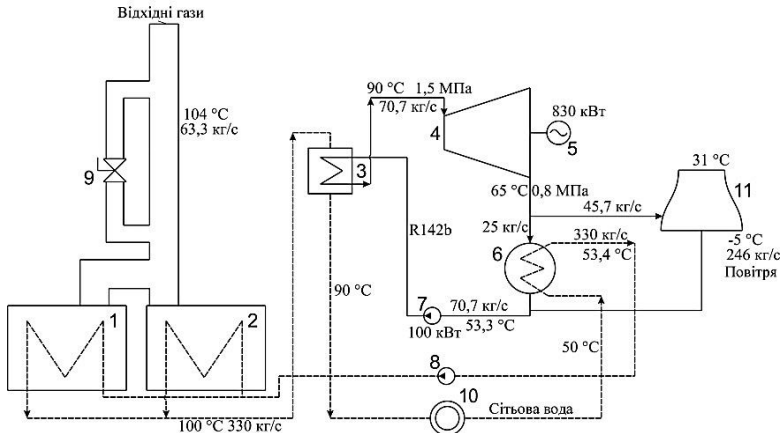 Відхідні гази
104 °C
63,3 кг/с
9
1
2
100 °C 330 кг/с
90 °C 1,5 МПа
70,7 кг/с
3
4
830 кВт
5
65 °C 0,8 МПа
45,7 кг/с
31 °C
11
-5 °C
246 кг/с
Повітря
25 кг/с
330 кг/с
53,4 °C
6
R142b
90 °C
7
70,7 кг/с
100 кВт
53,3 °C
50 °C
8
10
Сітьова вода